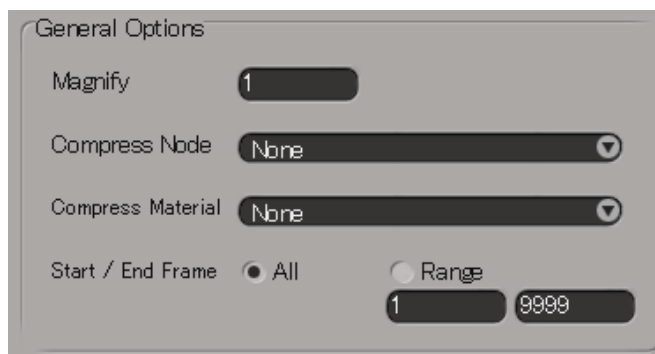 General Options
Magnify 1
Compress Node None
Compress Material None
Start / End Frame All Range
1 9999